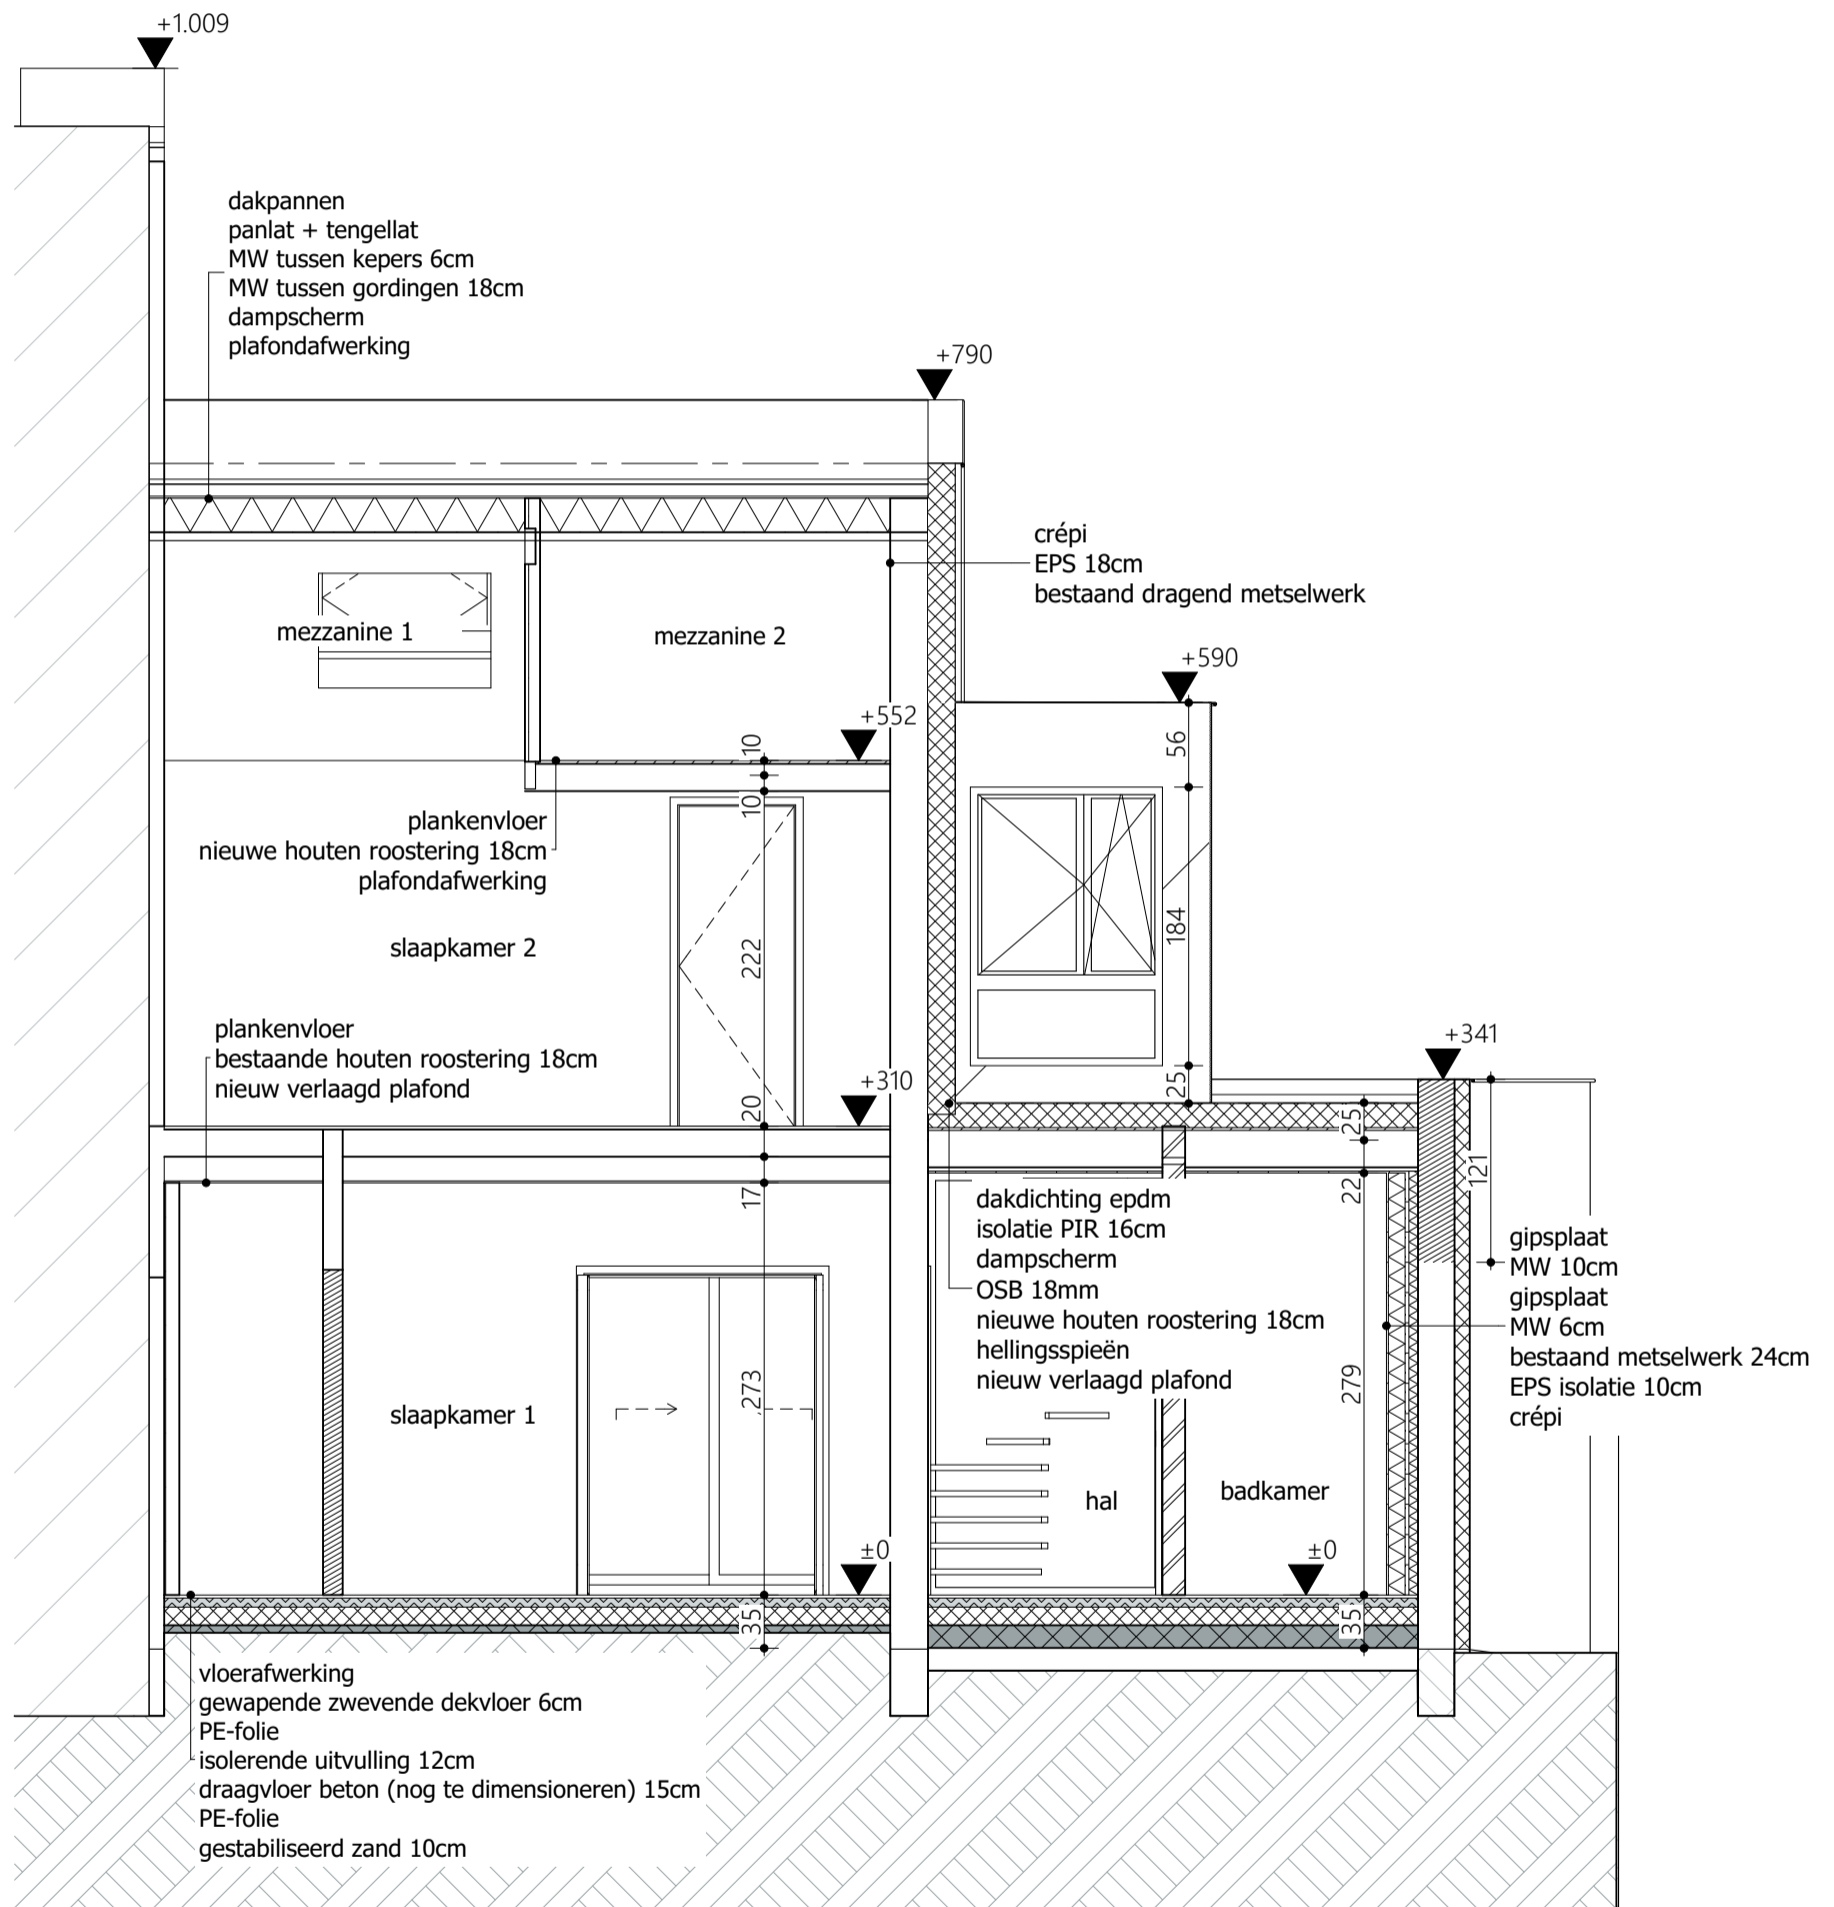 +1.009
dakpannen
panlat + tengellat
MW tussen kepers 6cm
MW tussen gordingen 18cm
dampscherm
plafondafwerking
+790
crépi
EPS 18cm
bestaand dragend metselwerk
mezzanine 1
mezzanine 2
+590
+552
10
56
10
plankenvloer
nieuwe houten roostering 18cm
plafondafwerking
184
slaapkamer 2
222
plankenvloer
bestaande houten roostering 18cm
nieuw verlaagd plafond
+341
+310
25
20
25
121
17
22
dakdichting epdm
isolatie PIR 16cm
dampscherm
OSB 18mm
nieuwe houten roostering 18cm
hellingsspieën
nieuw verlaagd plafond
gipsplaat
MW 10cm
gipsplaat
MW 6cm
bestaand metselwerk 24cm
EPS isolatie 10cm
crépi
273
279
slaapkamer 1
hal
badkamer
±0
±0
35
35
vloerafwerking
gewapende zwevende dekvloer 6cm
PE-folie
isolerende uitvulling 12cm
draagvloer beton (nog te dimensioneren) 15cm
PE-folie
gestabiliseerd zand 10cm